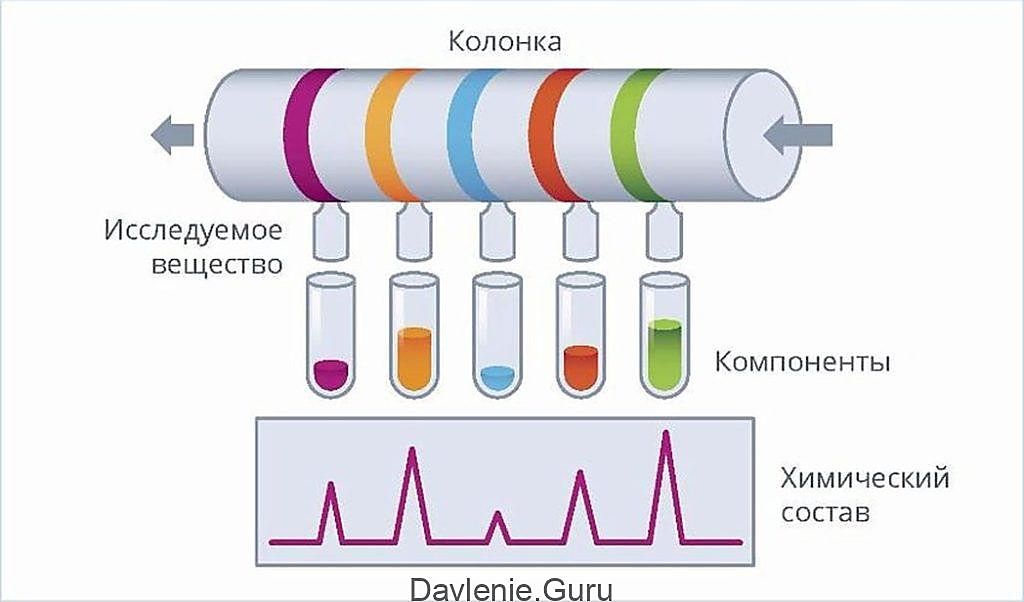 Колонка
Исследуемое
вещество
Компоненты
Химический
состав
Davlenie.Guru